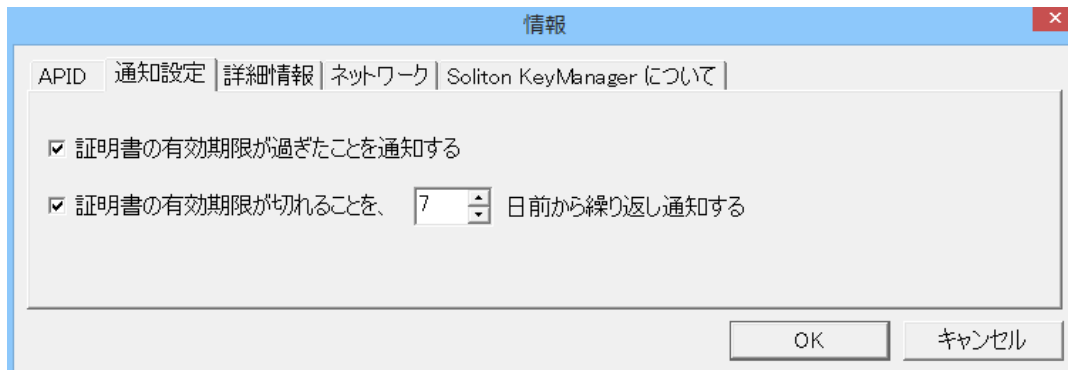 情報
APID 通知設定 詳細情報 ネットワーク Soliton KeyManager について
証明書の有効期限が過ぎたことを通知する
証明書の有効期限が切れることを、 7 日前から繰り返し通知する
OK キャンセル